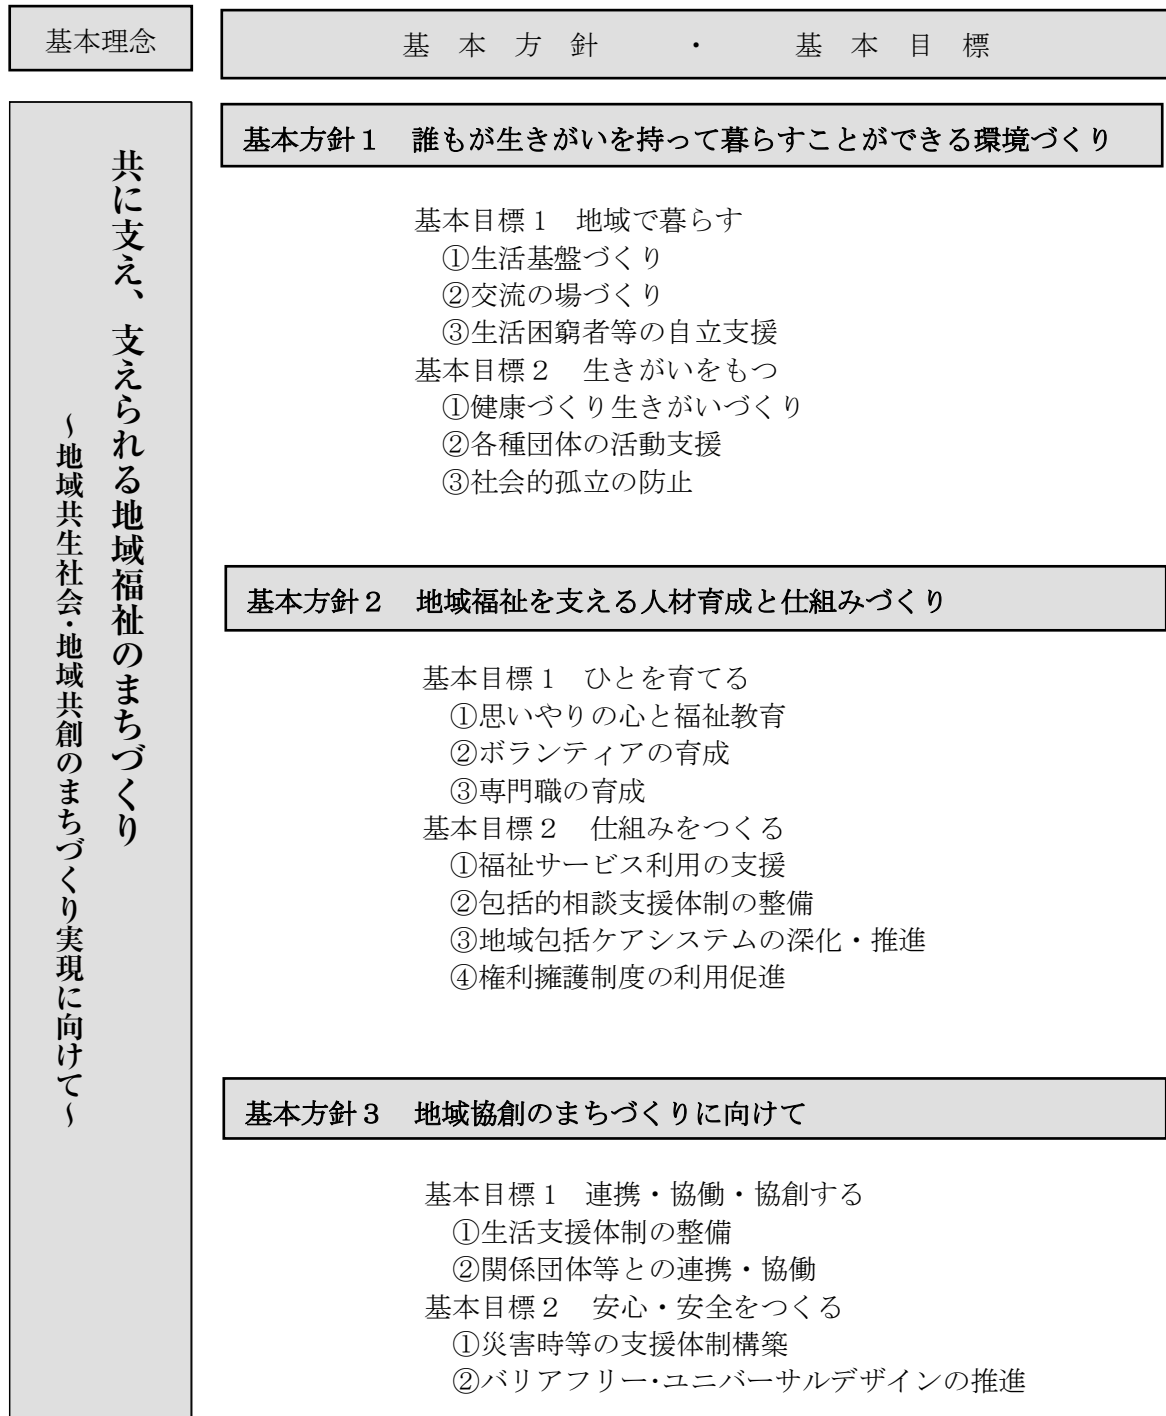 基本理念
基　本　方　針　　・　　基　本　目　標
共に支え、支えられる地域福祉のまちづくり
～地域共生社会・地域共創のまちづくり実現に向けて～
基本方針１　誰もが生きがいを持って暮らすことができる環境づくり
基本目標１　地域で暮らす
①生活基盤づくり
②交流の場づくり
③生活困窮者等の自立支援
基本目標２　生きがいをもつ
①健康づくり生きがいづくり
②各種団体の活動支援
③社会的孤立の防止
基本方針２　地域福祉を支える人材育成と仕組みづくり
基本目標１　ひとを育てる
①思いやりの心と福祉教育
②ボランティアの育成
③専門職の育成
基本目標２　仕組みをつくる
①福祉サービス利用の支援
②包括的相談支援体制の整備
③地域包括ケアシステムの深化・推進
④権利擁護制度の利用促進
基本方針３　地域協創のまちづくりに向けて
基本目標１　連携・協働・協創する
①生活支援体制の整備
②関係団体等との連携・協働
基本目標２　安心・安全をつくる
①災害時等の支援体制構築
②バリアフリー・ユニバーサルデザインの推進